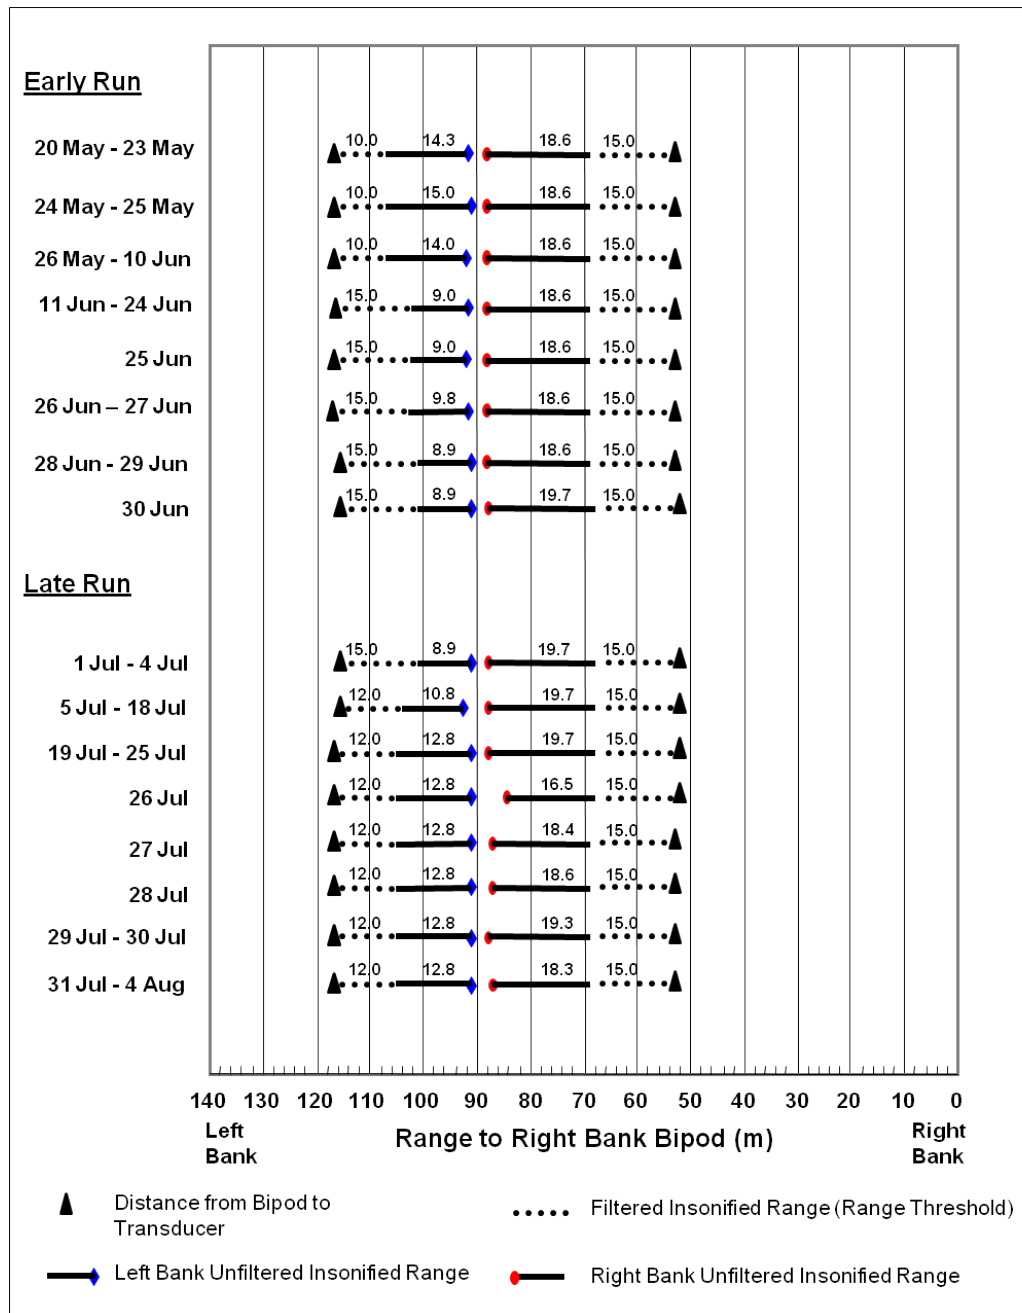 Early Run
20 May - 23 May 10.0 14.3 18.6 15.0
24 May - 25 May 10.0 15.0 18.6 15.0
26 May - 10 Jun 10.0 14.0 18.6 15.0
11 Jun - 24 Jun 15.0 9.0 18.6 15.0
25 Jun 15.0 9.0 18.6 15.0
26 Jun – 27 Jun 15.0 9.8 18.6 15.0
28 Jun - 29 Jun 15.0 8.9 18.6 15.0
30 Jun 15.0 8.9 19.7 15.0
Late Run
1 Jul - 4 Jul 15.0 8.9 19.7 15.0
5 Jul - 18 Jul 12.0 10.8 19.7 15.0
19 Jul - 25 Jul 12.0 12.8 19.7 15.0
26 Jul 12.0 12.8 16.5 15.0
27 Jul 12.0 12.8 18.4 15.0
28 Jul 12.0 12.8 18.6 15.0
29 Jul - 30 Jul 12.0 12.8 19.3 15.0
31 Jul - 4 Aug 12.0 12.8 18.3 15.0
140 130 120 110 100 90 80 70 60 50 40 30 20 10 0
Left
Bank
Range to Right Bank Bipod (m)
Right
Bank
Distance from Bipod to
Transducer
Filtered Insonified Range (Range Threshold)
Left Bank Unfiltered Insonified Range
Right Bank Unfiltered Insonified Range